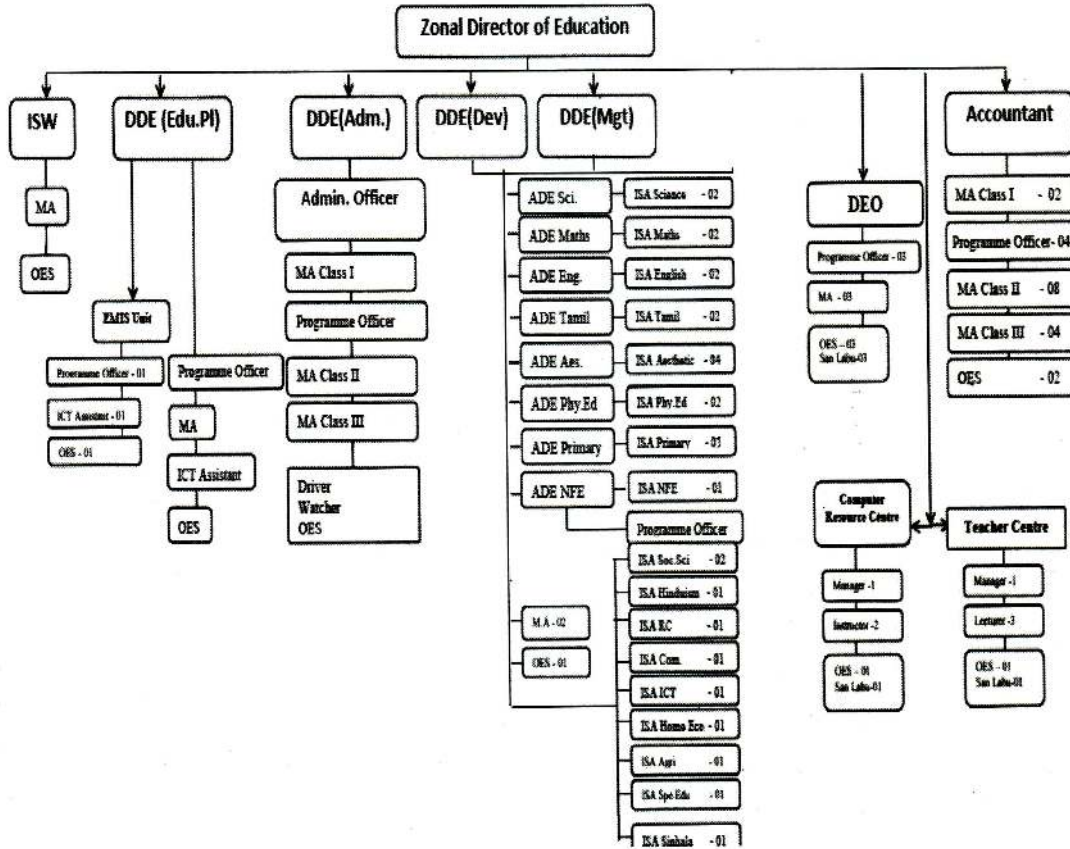 Zonal Director of Education
ISW
MA
OES
DDE (Edu.Pl)
EMIS Unit
Programme Officer - 01
ICT Assistant - 01
OES - 01
Programme Officer
MA
ICT Assistant
OES
DDE(Adm.)
Admin. Officer
MA Class I
Programme Officer
MA Class II
MA Class III
Driver
Watcher
OES
DDE(Dev)
DDE(Mgt)
ADE Sci.
ISA Science - 02
ADE Maths
ISA Maths - 02
ADE Eng.
ISA English - 02
ADE Tamil
ISA Tamil - 02
ADE Aes.
ISA Aesthetic - 04
ADE Phy.Ed
ISA Phy.Ed - 02
ADE Primary
ISA Primary
ADE NFE
ISA NFE - 01
Programme Officer
ISA Soc.Sci - 02
ISA Hinduism - 01
ISA RC - 01
ISA Com. - 01
ISA ICT - 01
ISA Home Eco - 01
ISA Agri - 01
ISA Spe Edu - 01
ISA Sinhala - 01
M.A - 02
OES - 01
DEO
Programme Officer - 03
MA - 03
OES - 03
San Labu-03
Computer
Resource Centre
Manager -1
Instructor -2
OES - 01
San Labu-01
Teacher Centre
Manager -1
Lecturer -3
OES - 01
San Labu-01
Accountant
MA Class I - 02
Programme Officer- 04
MA Class II - 08
MA Class III - 04
OES - 02